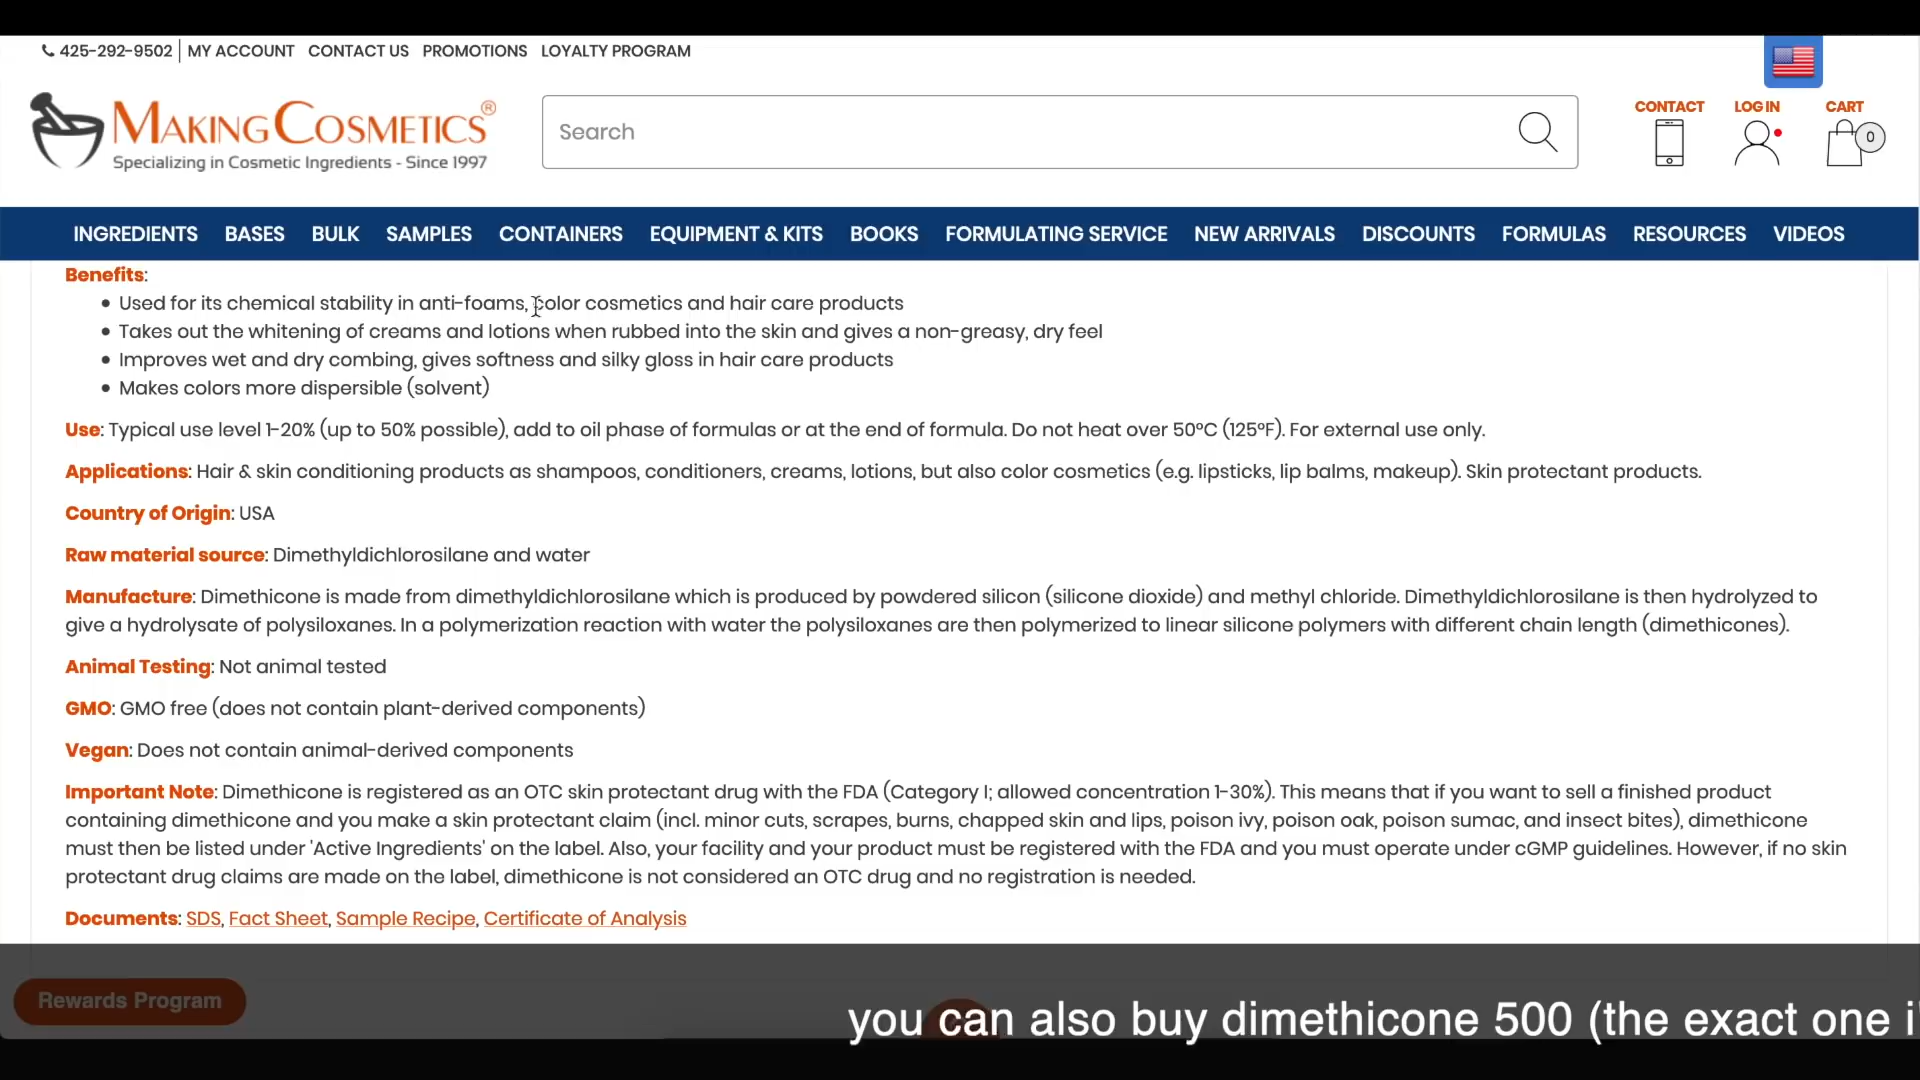 425-292-9502 MY ACCOUNT CONTACT US PROMOTIONS LOYALTY PROGRAM
MAKINGCOSMETICS®
Specializing in Cosmetic Ingredients - Since 1997
Search
CONTACT LOG IN CART
0
INGREDIENTS BASES BULK SAMPLES CONTAINERS EQUIPMENT & KITS BOOKS FORMULATING SERVICE NEW ARRIVALS DISCOUNTS FORMULAS RESOURCES VIDEOS
Benefits:
• Used for its chemical stability in anti-foams, color cosmetics and hair care products
• Takes out the whitening of creams and lotions when rubbed into the skin and gives a non-greasy, dry feel
• Improves wet and dry combing, gives softness and silky gloss in hair care products
• Makes colors more dispersible (solvent)
Use: Typical use level 1-20% (up to 50% possible), add to oil phase of formulas or at the end of formula. Do not heat over 50°C (125°F). For external use only.
Applications: Hair & skin conditioning products as shampoos, conditioners, creams, lotions, but also color cosmetics (e.g. lipsticks, lip balms, makeup). Skin protectant products.
Country of Origin: USA
Raw material source: Dimethyldichlorosilane and water
Manufacture: Dimethicone is made from dimethyldichlorosilane which is produced by powdered silicon (silicone dioxide) and methyl chloride. Dimethyldichlorosilane is then hydrolyzed to
give a hydrolysate of polysiloxanes. In a polymerization reaction with water the polysiloxanes are then polymerized to linear silicone polymers with different chain length (dimethicones).
Animal Testing: Not animal tested
GMO: GMO free (does not contain plant-derived components)
Vegan: Does not contain animal-derived components
Important Note: Dimethicone is registered as an OTC skin protectant drug with the FDA (Category I; allowed concentration 1-30%). This means that if you want to sell a finished product
containing dimethicone and you make a skin protectant claim (incl. minor cuts, scrapes, burns, chapped skin and lips, poison ivy, poison oak, poison sumac, and insect bites), dimethicone
must then be listed under 'Active Ingredients' on the label. Also, your facility and your product must be registered with the FDA and you must operate under cGMP guidelines. However, if no skin
protectant drug claims are made on the label, dimethicone is not considered an OTC drug and no registration is needed.
Documents: SDS, Fact Sheet, Sample Recipe, Certificate of Analysis
Rewards Program
you can also buy dimethicone 500 (the exact one